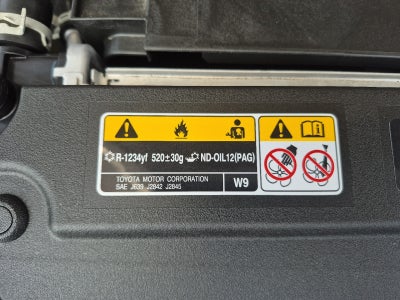 R-1234yf 520±30g ND-OIL12(PAG)
TOYOTA MOTOR CORPORATION
SAE J639 J2842 J2845
W9